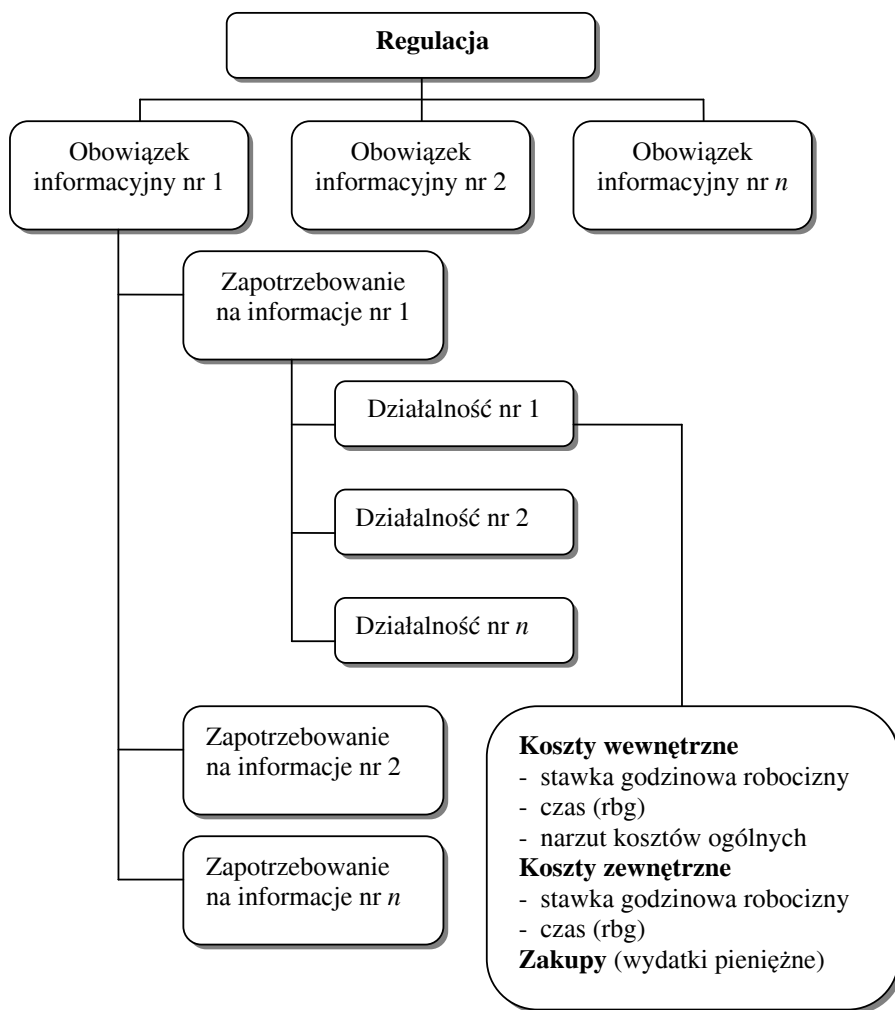 Regulacja
Obowiązek
informacyjny nr 1
Obowiązek
informacyjny nr 2
Obowiązek
informacyjny nr n
Zapotrzebowanie
na informacje nr 1
Działalność nr 1
Działalność nr 2
Działalność nr n
Zapotrzebowanie
na informacje nr 2
Zapotrzebowanie
na informacje nr n
Koszty wewnętrzne
- stawka godzinowa robocizny
- czas (rbg)
- narzut kosztów ogólnych
Koszty zewnętrzne
- stawka godzinowa robocizny
- czas (rbg)
Zakupy (wydatki pieniężne)